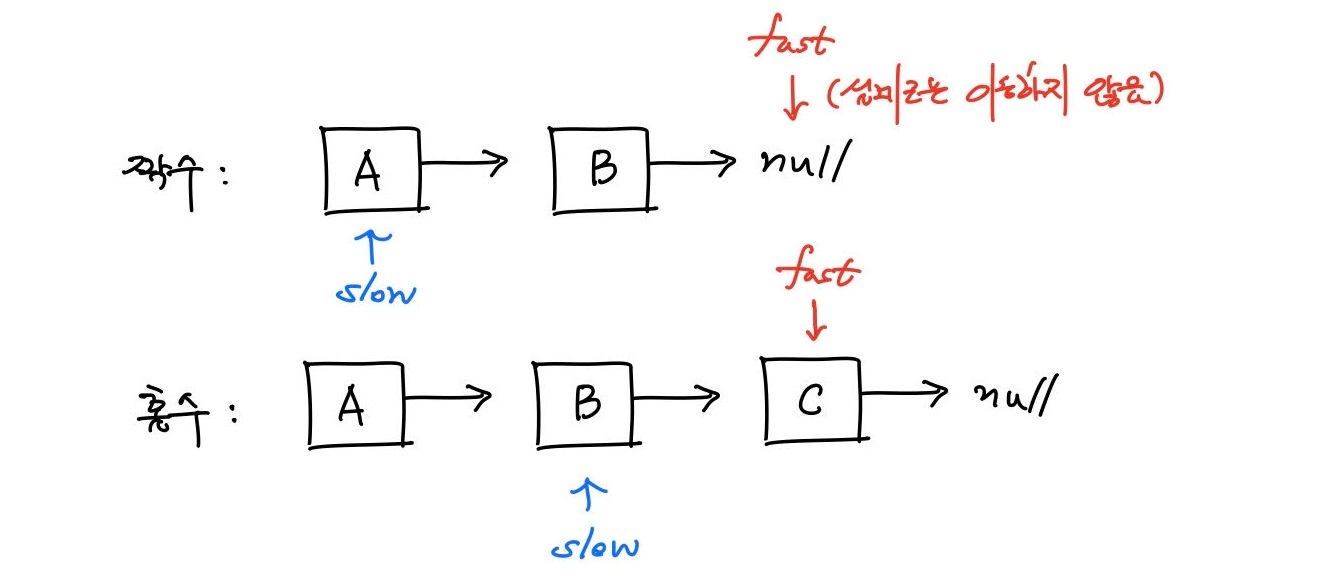 fast
↓ (실제로는 이동하지 않음)
짝수 : A → B → null
↑
slow
fast
↓
홀수 : A → B → C → null
↑
slow